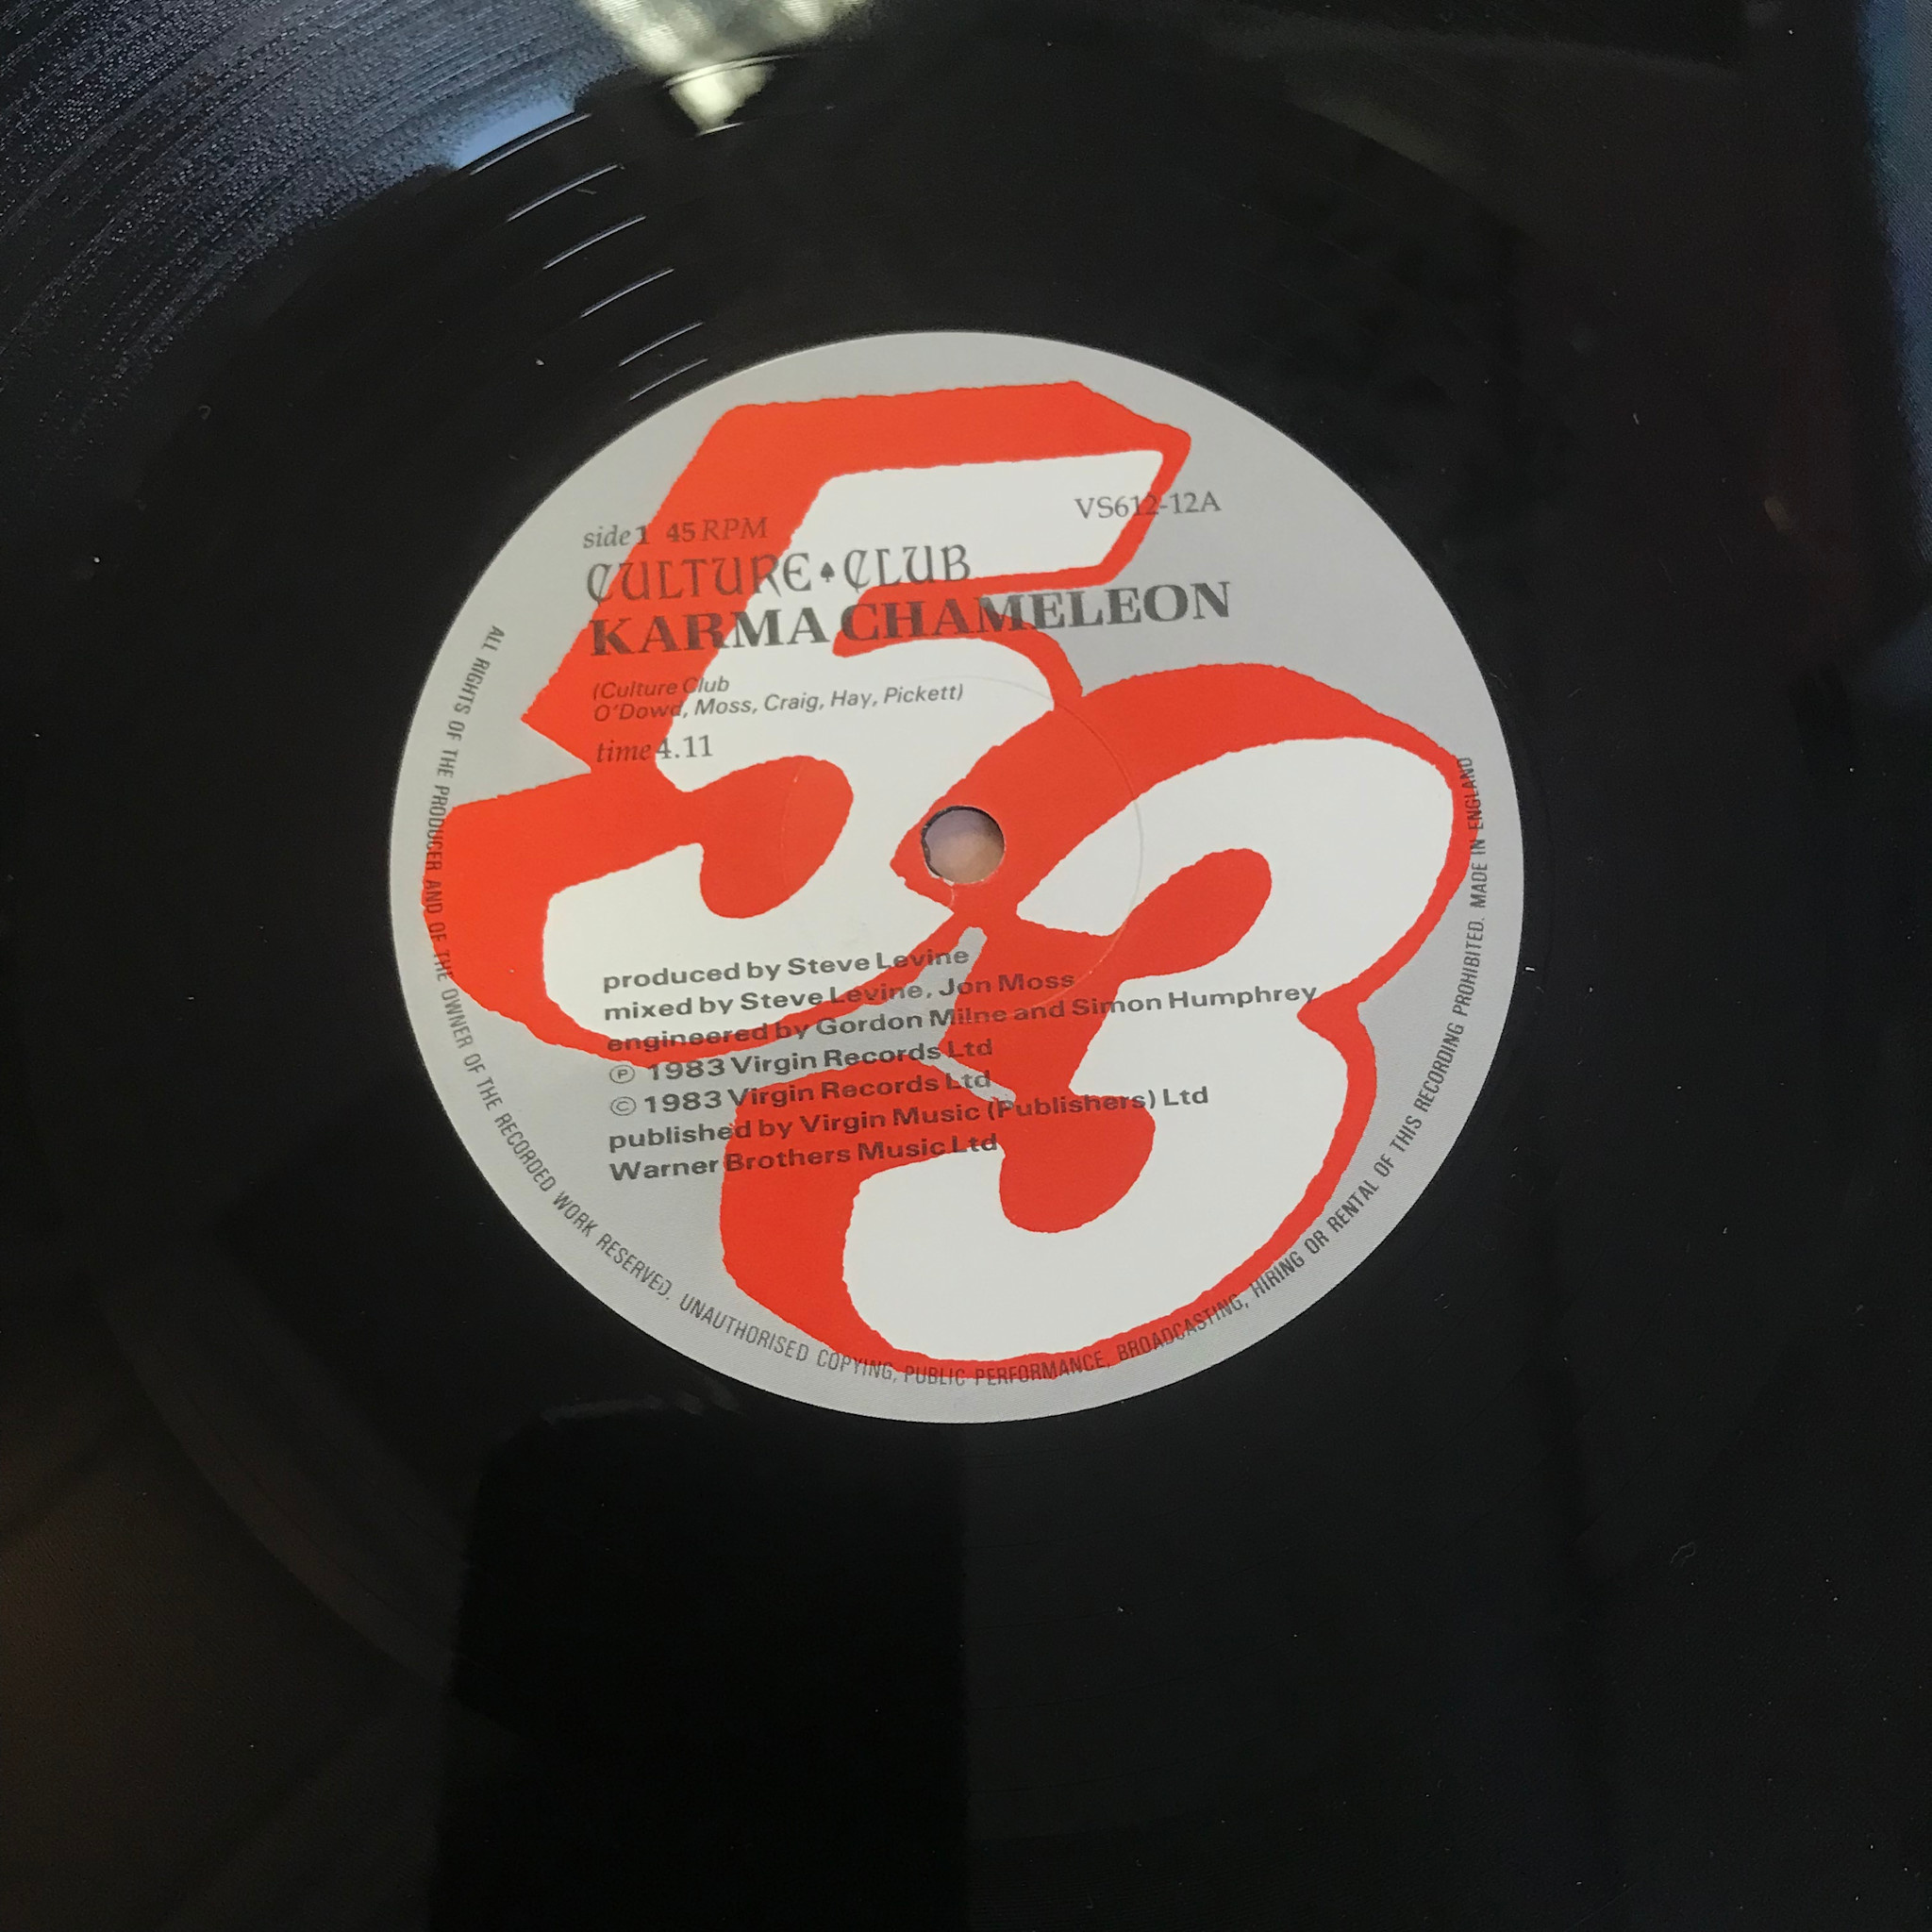 side 1 45 RPM
VS612-12A
CULTURE♠CLUB
KARMA CHAMELEON
(Culture Club
O'Dowd, Moss, Craig, Hay, Pickett)
time 4.11
produced by Steve Levine
mixed by Steve Levine, Jon Moss
engineered by Gordon Milne and Simon Humphrey
Ⓟ 1983 Virgin Records Ltd
© 1983 Virgin Records Ltd
published by Virgin Music (Publishers) Ltd
Warner Brothers Music Ltd
ALL RIGHTS OF THE PRODUCER AND OF THE OWNER OF THE RECORDED WORK RESERVED. UNAUTHORISED COPYING, PUBLIC PERFORMANCE, BROADCASTING, HIRING OR RENTAL OF THIS RECORDING PROHIBITED. MADE IN ENGLAND